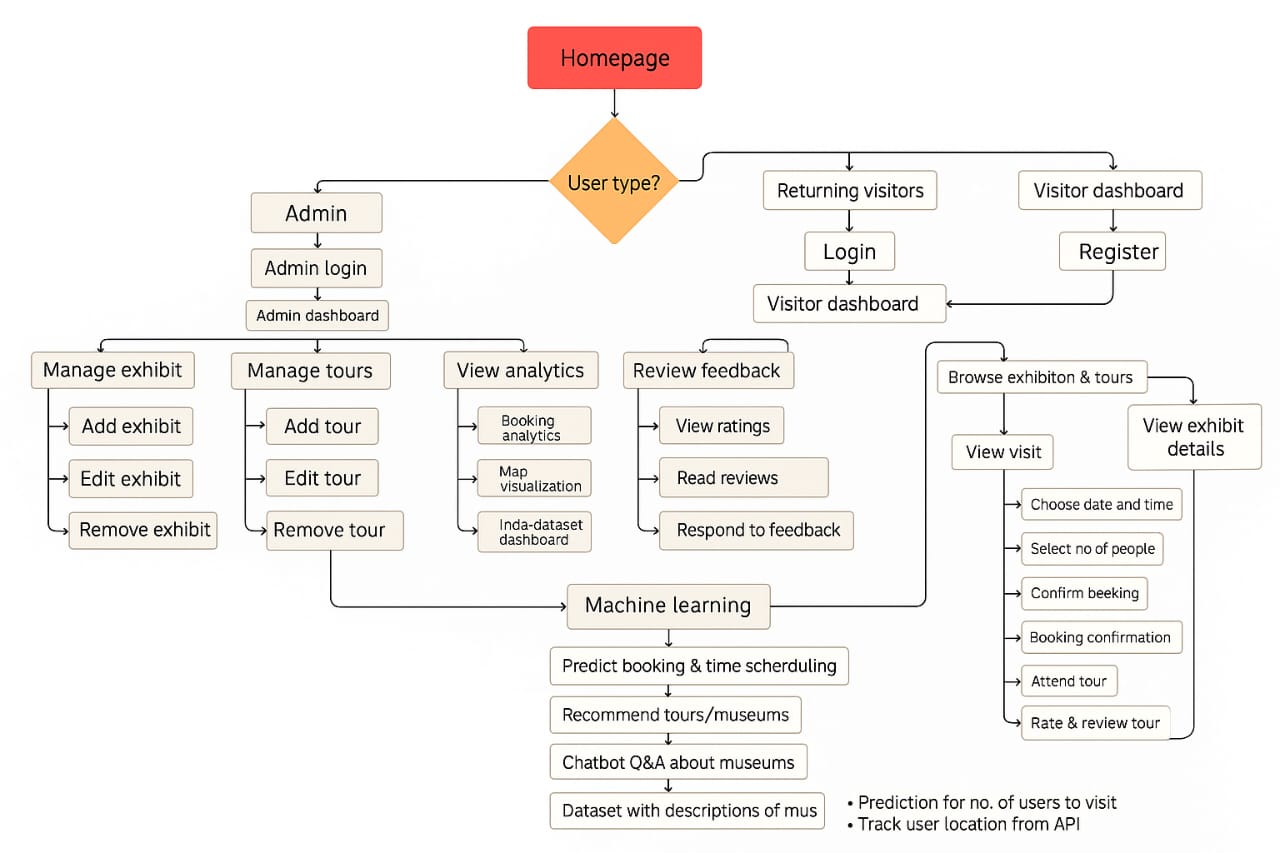 Homepage
User type?
Admin
Admin login
Admin dashboard
Returning visitors
Login
Visitor dashboard
Visitor dashboard
Register
Manage exhibit
Add exhibit
Edit exhibit
Remove exhibit
Manage tours
Add tour
Edit tour
Remove tour
View analytics
Booking
analytics
Map
visualization
Inda-dataset
dashboard
Review feedback
View ratings
Read reviews
Respond to feedback
Browse exhibiton & tours
View exhibit
details
View visit
Choose date and time
Select no of people
Confirm beeking
Booking confirmation
Attend tour
Rate & review tour
Machine learning
Predict booking & time scherduling
Recommend tours/museums
Chatbot Q&A about museums
Dataset with descriptions of mus
• Prediction for no. of users to visit
• Track user location from API